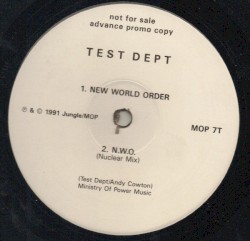 not for sale
advance promo copy
TEST DEPT
1. NEW WORLD ORDER
℗ & © 1991 Jungle/MOP
MOP 7T
2. N.W.O.
(Nuclear Mix)
(Test Dept/Andy Cowton)
Ministry Of Power Music